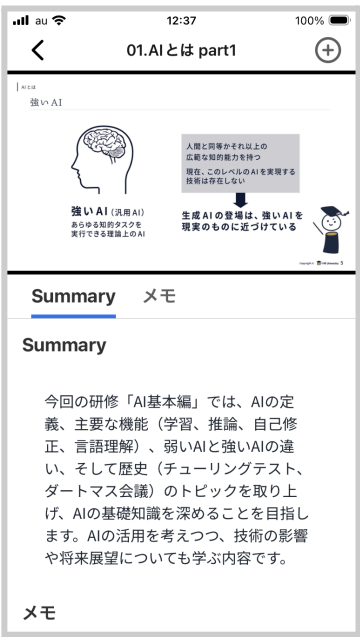 au 12:37 100%
01.AIとは part1
AIとは
強いAI
人間と同等かそれ以上の
広範な知的能力を持つ
現在、このレベルのAIを実現する
技術は存在しない
強いAI（汎用AI）
あらゆる知的タスクを
実行できる理論上のAI
生成AIの登場は、強いAIを
現実のものに近づけている
Summary メモ
Summary
今回の研修「AI基本編」では、AIの定
義、主要な機能（学習、推論、自己修
正、言語理解）、弱いAIと強いAIの違
い、そして歴史（チューリングテスト、
ダートマス会議）のトピックを取り上
げ、AIの基礎知識を深めることを目指し
ます。AIの活用を考えつつ、技術の影響
や将来展望についても学ぶ内容です。
メモ